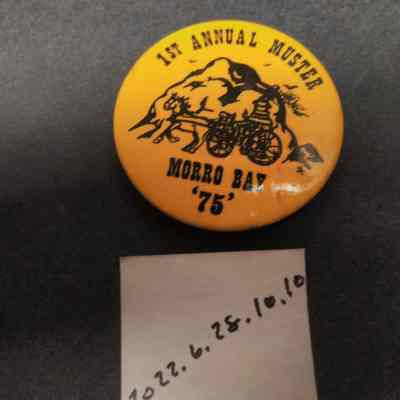 1ST ANNUAL MUSTER
MORRO BAY
'75'
2022.6.28.10.10